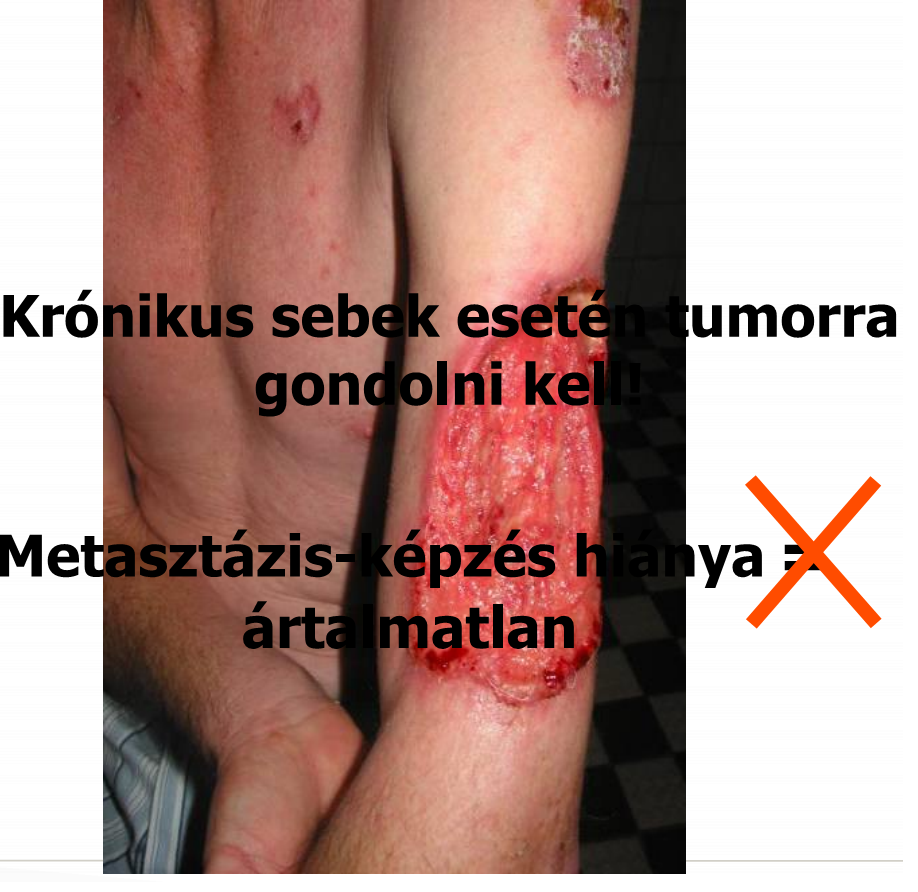 Krónikus sebek esetén tumorra
gondolni kell!
Metasztázis-képzés hiánya =
ártalmatlan